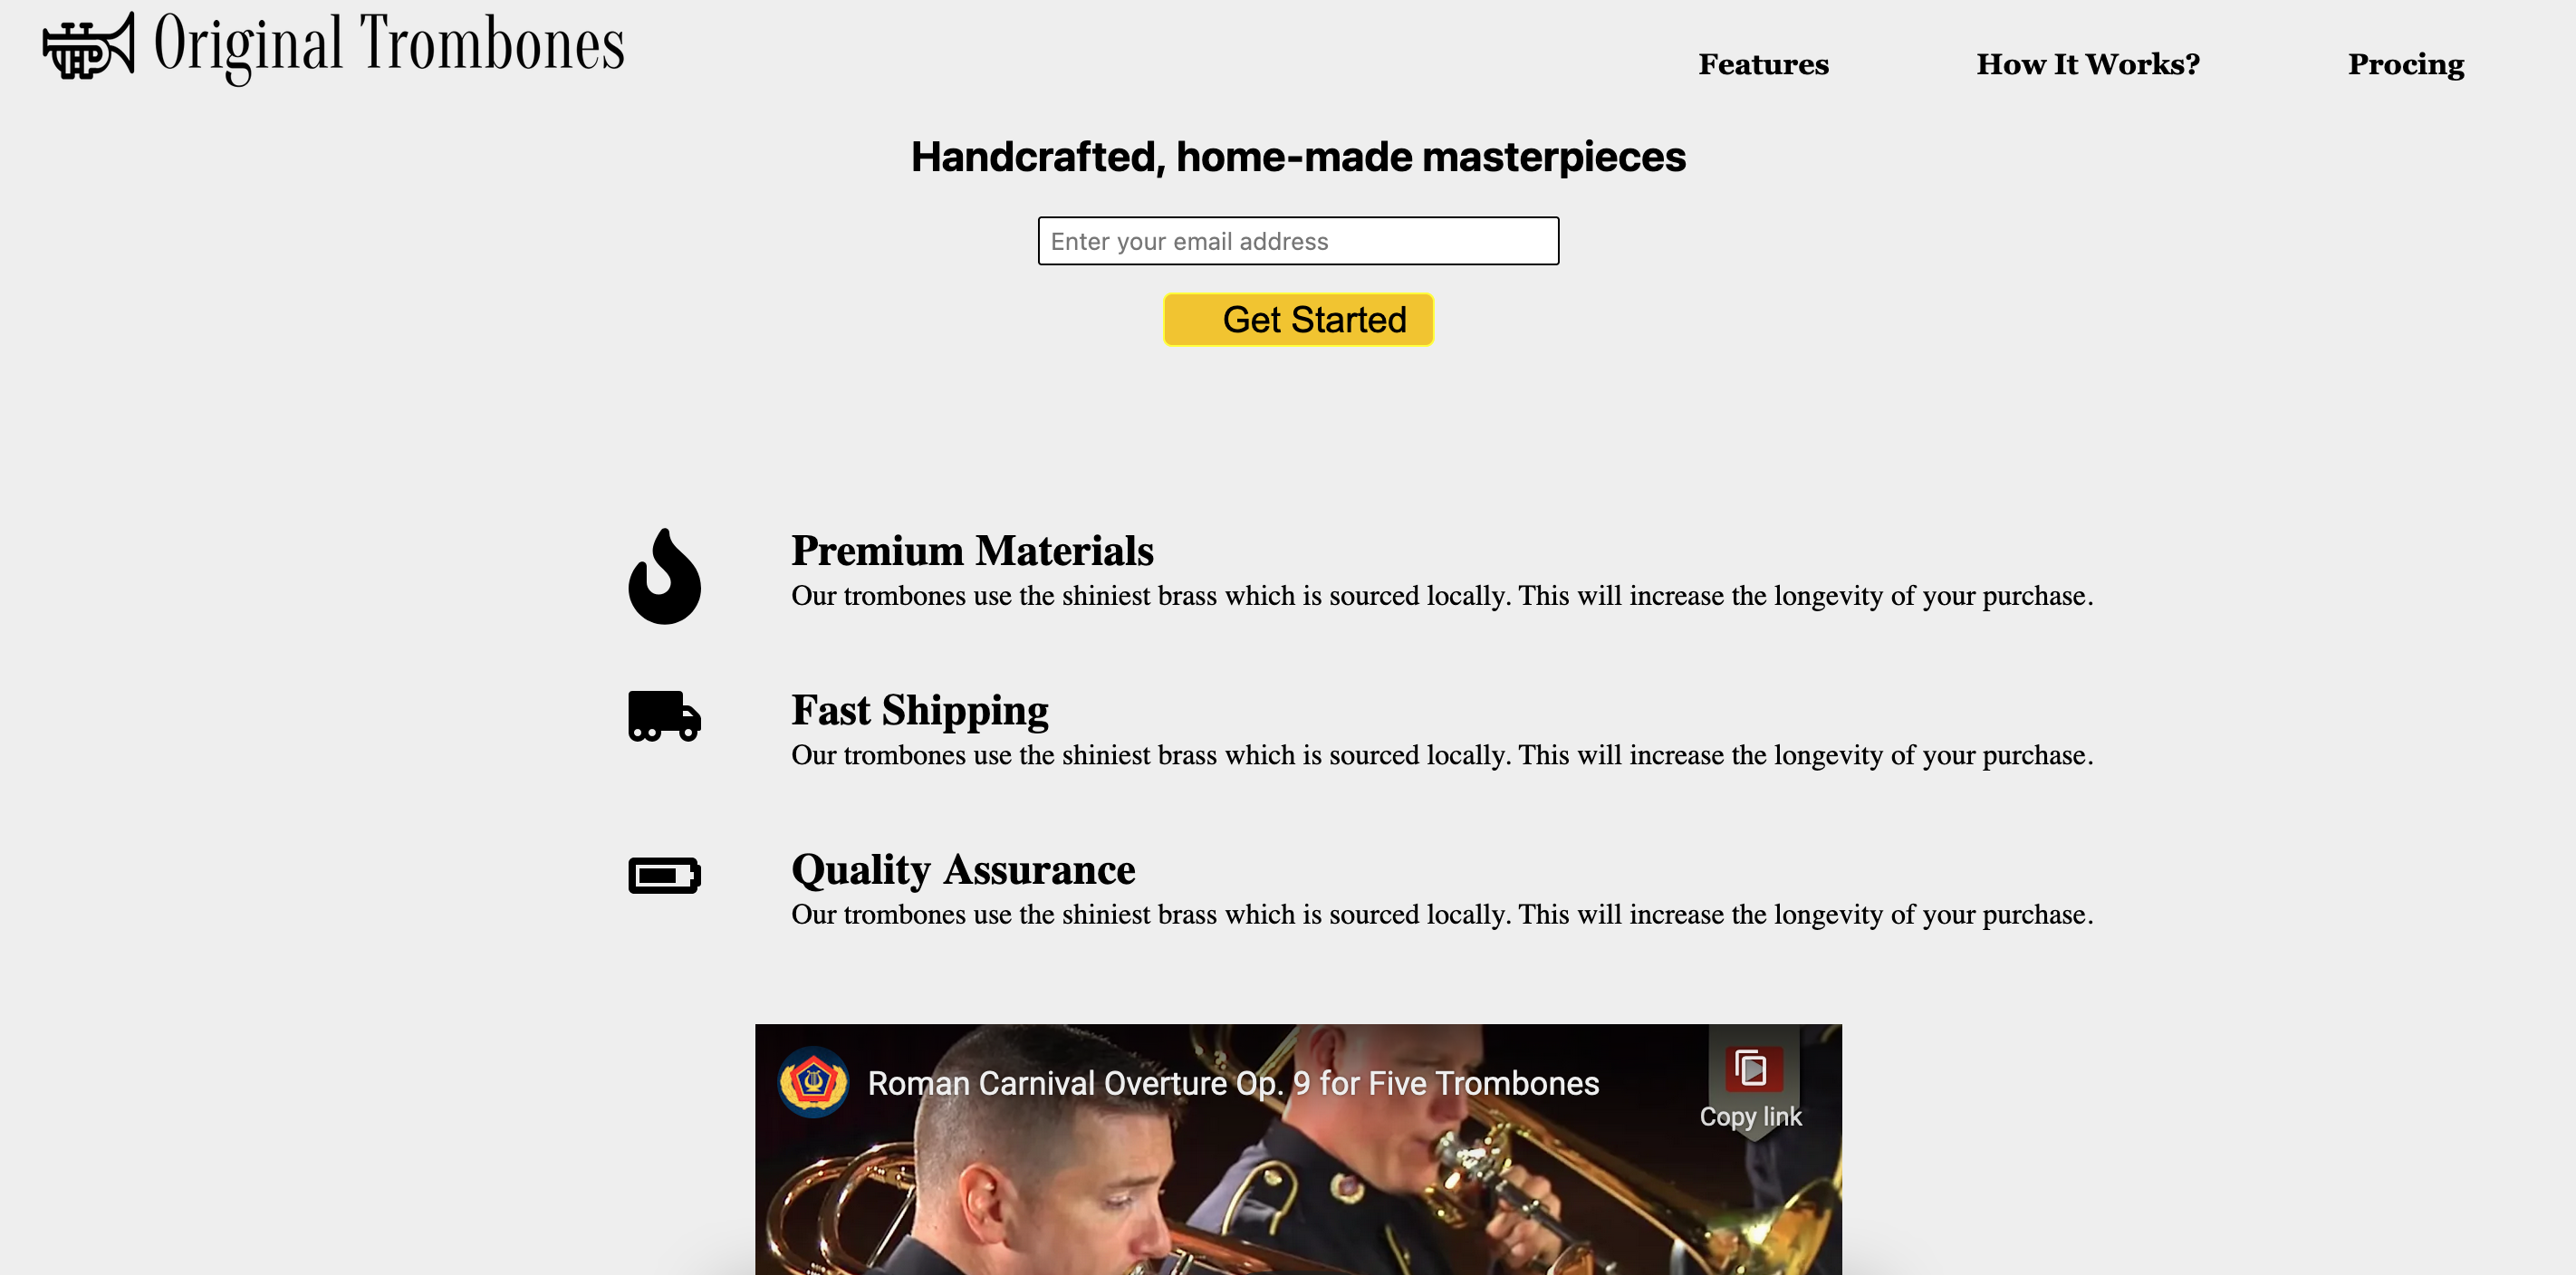 Original Trombones
Features How It Works? Procing
Handcrafted, home-made masterpieces
Enter your email address
Get Started
Premium Materials
Our trombones use the shiniest brass which is sourced locally. This will increase the longevity of your purchase.
Fast Shipping
Our trombones use the shiniest brass which is sourced locally. This will increase the longevity of your purchase.
Quality Assurance
Our trombones use the shiniest brass which is sourced locally. This will increase the longevity of your purchase.
Roman Carnival Overture Op. 9 for Five Trombones
Copy link